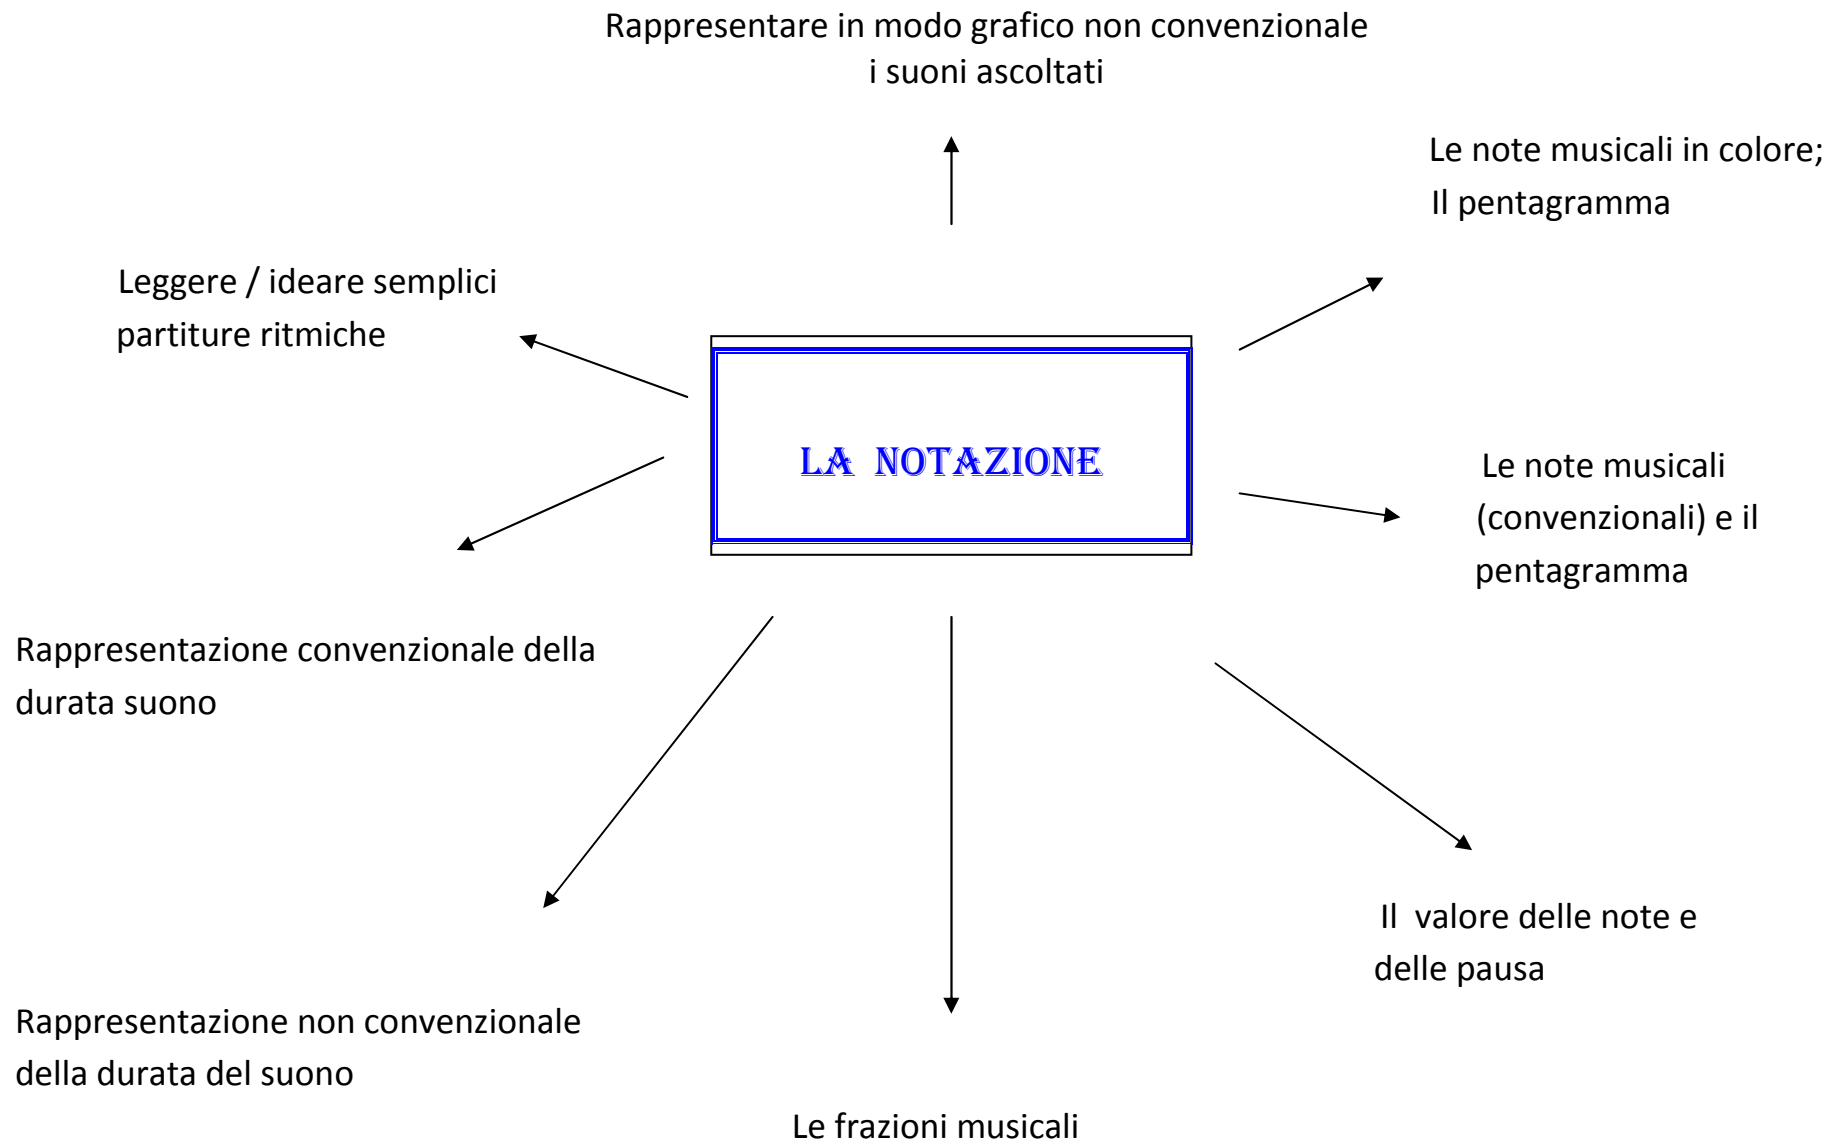 Rappresentare in modo grafico non convenzionale
i suoni ascoltati
Le note musicali in colore;
Il pentagramma
Leggere / ideare semplici
partiture ritmiche
LA NOTAZIONE
Le note musicali
(convenzionali) e il
pentagramma
Rappresentazione convenzionale della
durata suono
Il valore delle note e
delle pausa
Rappresentazione non convenzionale
della durata del suono
Le frazioni musicali